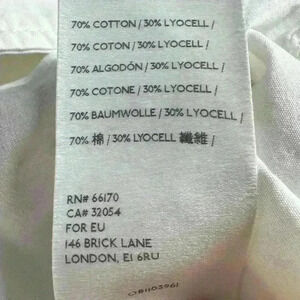 70% COTTON / 30% LYOCELL /
70% COTON / 30% LYOCELL /
70% ALGODÓN / 30% LYOCELL /
70% COTONE / 30% LYOCELL /
70% BAUMWOLLE / 30% LYOCELL /
70% 棉 / 30% LYOCELL 纖維 /
RN# 66170
CA# 32054
FOR EU
146 BRICK LANE
LONDON, E1 6RU
081103961